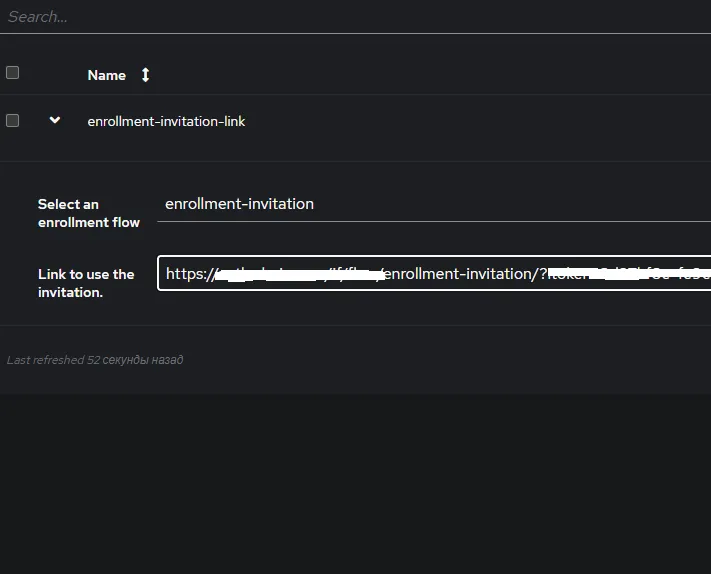 Search...
Name
enrollment-invitation-link
Select an
enrollment flow
enrollment-invitation
Link to use the
invitation.
https://
enrollment-invitation/?
Last refreshed 52 секунды назад